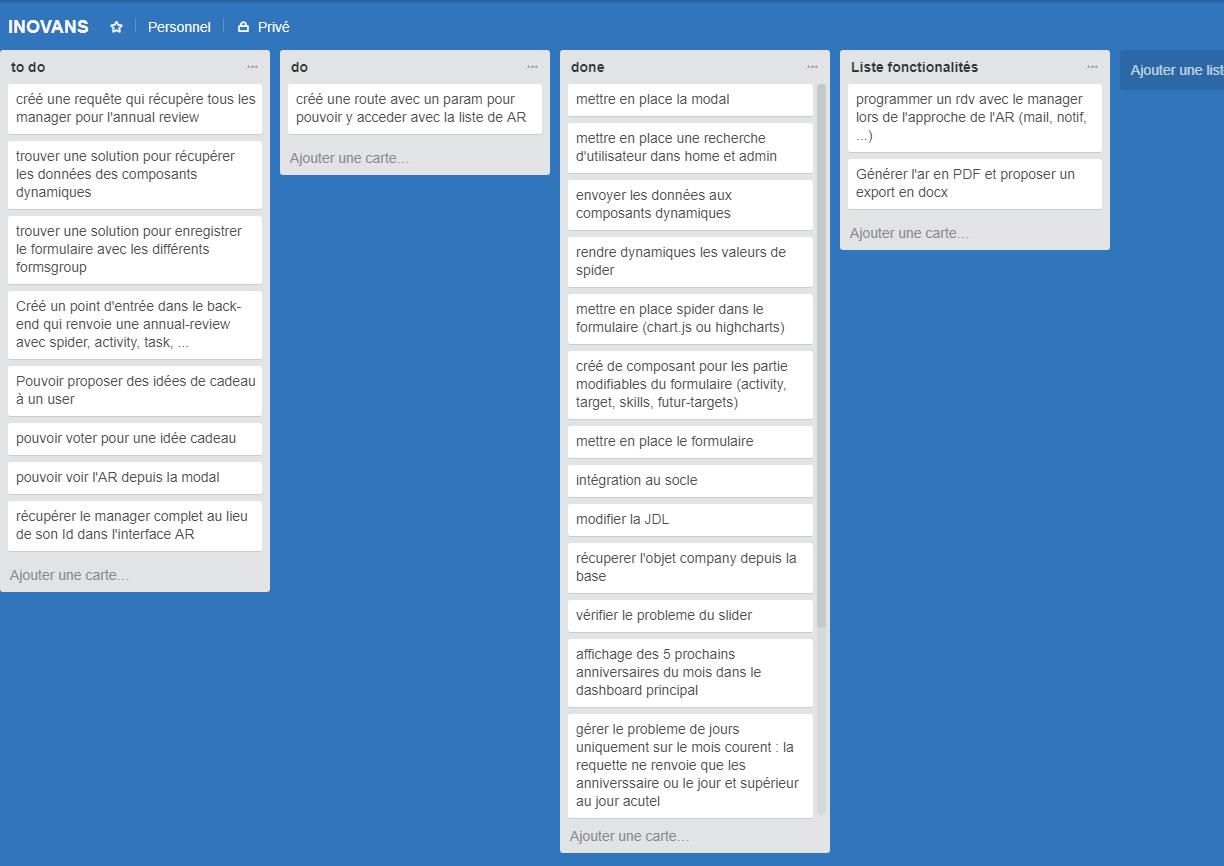 INOVANS Personnel Privé
to do
créé une requête qui récupère tous les
manager pour l'annual review
trouver une solution pour récupérer
les données des composants
dynamiques
trouver une solution pour enregistrer
le formulaire avec les différents
formsgroup
Créé un point d'entrée dans le back-
end qui renvoie une annual-review
avec spider, activity, task, ...
Pouvoir proposer des idées de cadeau
à un user
pouvoir voter pour une idée cadeau
pouvoir voir l'AR depuis la modal
récupérer le manager complet au lieu
de son Id dans l'interface AR
Ajouter une carte…
do
créé une route avec un param pour
pouvoir y acceder avec la liste de AR
Ajouter une carte…
done
mettre en place la modal
mettre en place une recherche
d'utilisateur dans home et admin
envoyer les données aux
composants dynamiques
rendre dynamiques les valeurs de
spider
mettre en place spider dans le
formulaire (chart.js ou highcharts)
créé de composant pour les partie
modifiables du formulaire (activity,
target, skills, futur-targets)
mettre en place le formulaire
intégration au socle
modifier la JDL
récuperer l'objet company depuis la
base
vérifier le probleme du slider
affichage des 5 prochains
anniversaires du mois dans le
dashboard principal
gérer le probleme de jours
uniquement sur le mois courent : la
requette ne renvoie que les
anniverssaire ou le jour et supérieur
au jour acutel
Ajouter une carte…
Liste fonctionalités
programmer un rdv avec le manager
lors de l'approche de l'AR (mail, notif,
...)
Générer l'ar en PDF et proposer un
export en docx
Ajouter une carte…
Ajouter une list